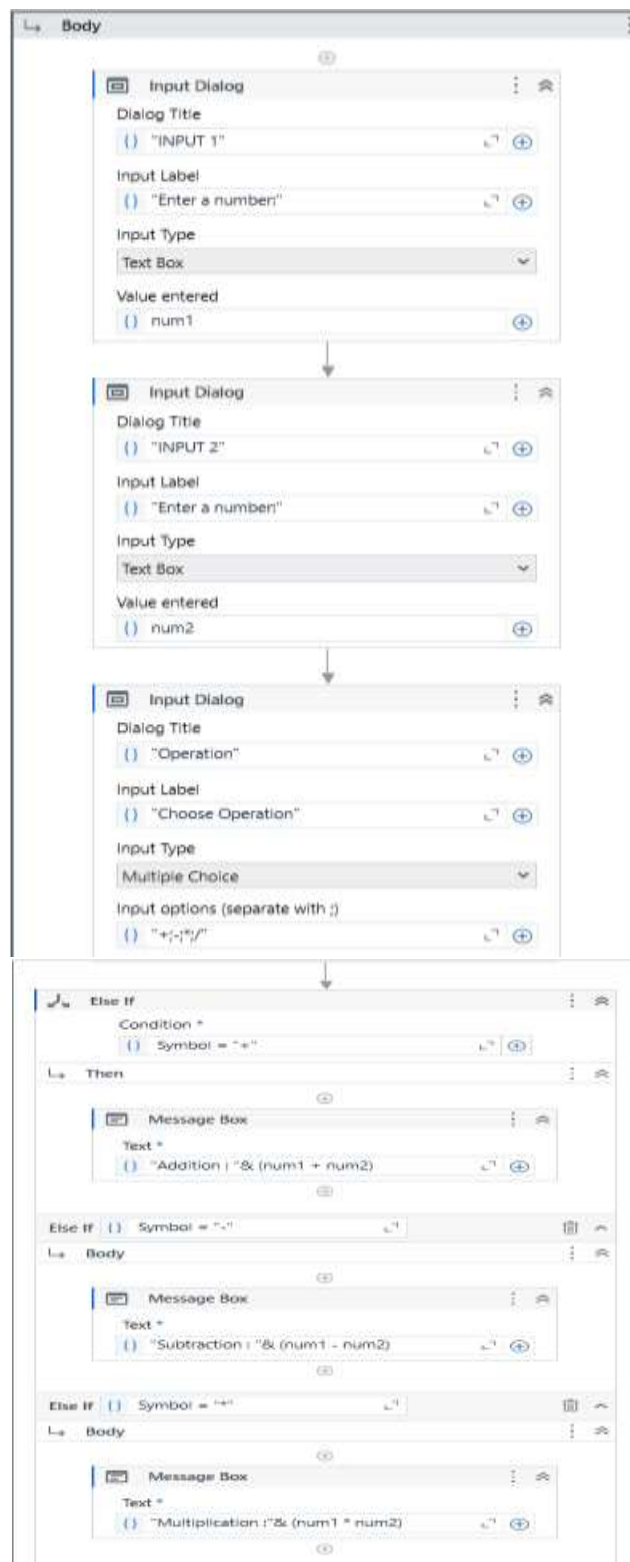 Body
Input Dialog
Dialog Title
"INPUT 1"
Input Label
"Enter a number:"
Input Type
Text Box
Value entered
num1
Input Dialog
Dialog Title
"INPUT 2"
Input Label
"Enter a number:"
Input Type
Text Box
Value entered
num2
Input Dialog
Dialog Title
"Operation"
Input Label
"Choose Operation"
Input Type
Multiple Choice
Input options (separate with ;)
"+;-;*;/"
Else If
Condition *
Symbol = "+"
Then
Message Box
Text *
"Addition : "& (num1 + num2)
Else If Symbol = "-"
Body
Message Box
Text *
"Subtraction : "& (num1 - num2)
Else If Symbol = "*"
Body
Message Box
Text *
"Multiplication :"& (num1 * num2)